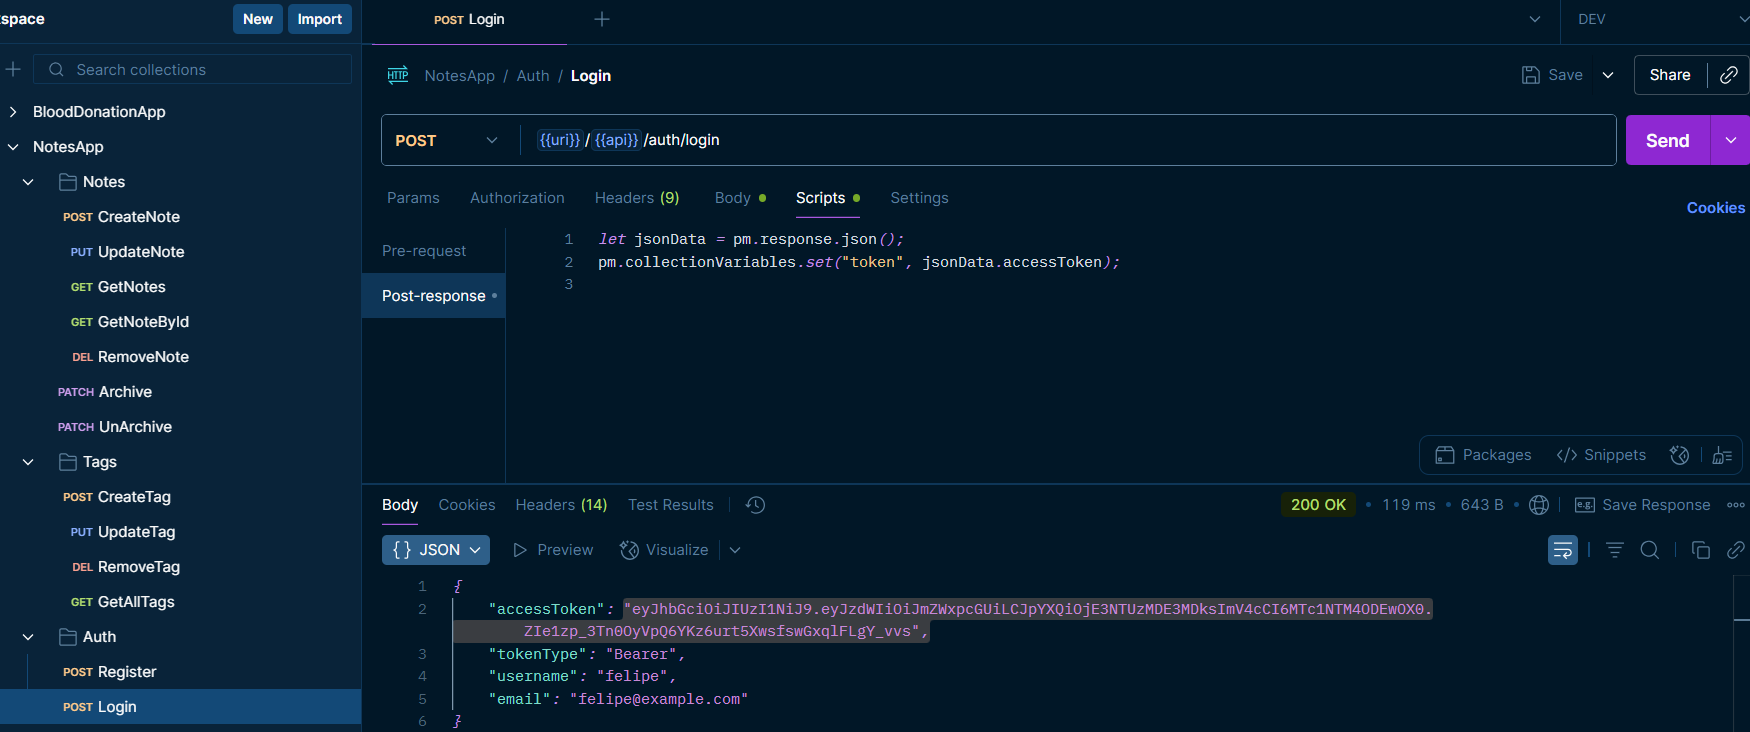 space
New
Import
Search collections
BloodDonationApp
NotesApp
Notes
POST CreateNote
PUT UpdateNote
GET GetNotes
GET GetNoteById
DEL RemoveNote
PATCH Archive
PATCH UnArchive
Tags
POST CreateTag
PUT UpdateTag
DEL RemoveTag
GET GetAllTags
Auth
POST Register
POST Login
POST Login
DEV
HTTP NotesApp / Auth / Login
Save
Share
POST
{{uri}}/{{api}}/auth/login
Send
Params Authorization Headers (9) Body Scripts Settings
Cookies
Pre-request
Post-response
1 let jsonData = pm.response.json();
2 pm.collectionVariables.set("token", jsonData.accessToken);
3
Packages </> Snippets
Body Cookies Headers (14) Test Results
200 OK • 119 ms • 643 B •
e.g. Save Response
{} JSON Preview Visualize
1 {
2 "accessToken": "eyJhbGciOiJIUzI1NiJ9.eyJzdWIiOiJmZWxpcGUiLCJpYXQiOjE3NTUzMDE3MDksImV4cCI6MTc1NTM4ODEwOX0.
ZIe1zp_3Tn0OyVpQ6YKz6urt5XwsfswGxqlFLgY_vvs",
3 "tokenType": "Bearer",
4 "username": "felipe",
5 "email": "felipe@example.com"
6 }